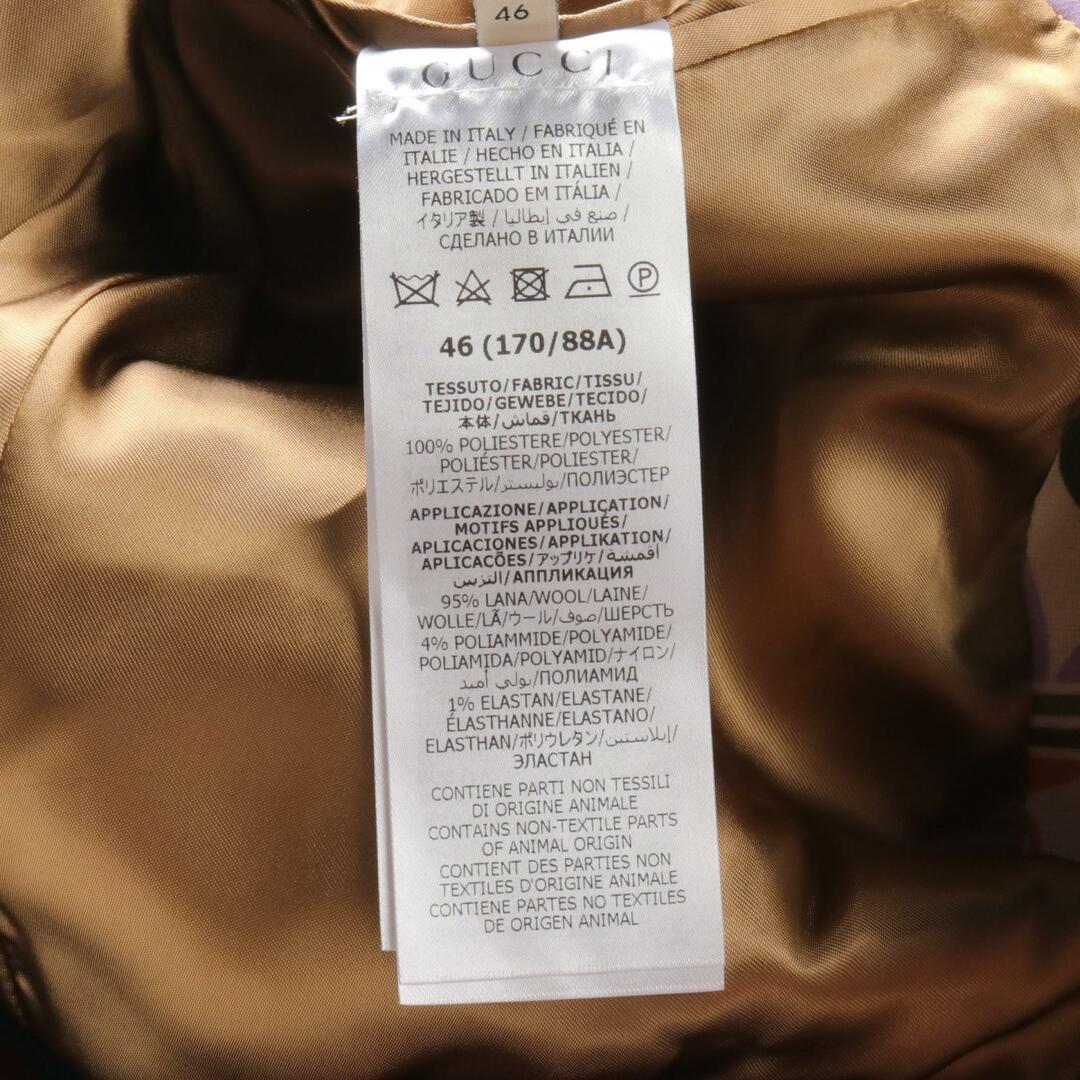 46
GUCCI
MADE IN ITALY / FABRIQUÉ EN
ITALIE / HECHO EN ITALIA /
HERGESTELLT IN ITALIEN /
FABRICADO EM ITÁLIA /
イタリア製 / صنع في إيطاليا /
СДЕЛАНО В ИТАЛИИ
P
46 (170/88A)
TESSUTO/FABRIC/TISSU/
TEJIDO/GEWEBE/TECIDO/
本体/قماش/ТКАНЬ
100% POLIESTERE/POLYESTER/
POLIÉSTER/POLIESTER/
ポリエステル/بوليستر/ПОЛИЭСТЕР
APPLICAZIONE/APPLICATION/
MOTIFS APPLIQUÉS/
APLICACIONES/APPLIKATION/
APLICACÕES/アップリケ/أقمشة
التزيين/АППЛИКАЦИЯ
95% LANA/WOOL/LAINE/
WOLLE/LÃ/ウール/صوف/ШЕРСТЬ
4% POLIAMMIDE/POLYAMIDE/
POLIAMIDA/POLYAMID/ナイロン/
بولي أميد/ПОЛИАМИД
1% ELASTAN/ELASTANE/
ÉLASTHANNE/ELASTANO/
ELASTHAN/ポリウレタン/إيلاستين/
ЭЛАСТАН
CONTIENE PARTI NON TESSILI
DI ORIGINE ANIMALE
CONTAINS NON-TEXTILE PARTS
OF ANIMAL ORIGIN
CONTIENT DES PARTIES NON
TEXTILES D'ORIGINE ANIMALE
CONTIENE PARTES NO TEXTILES
DE ORIGEN ANIMAL